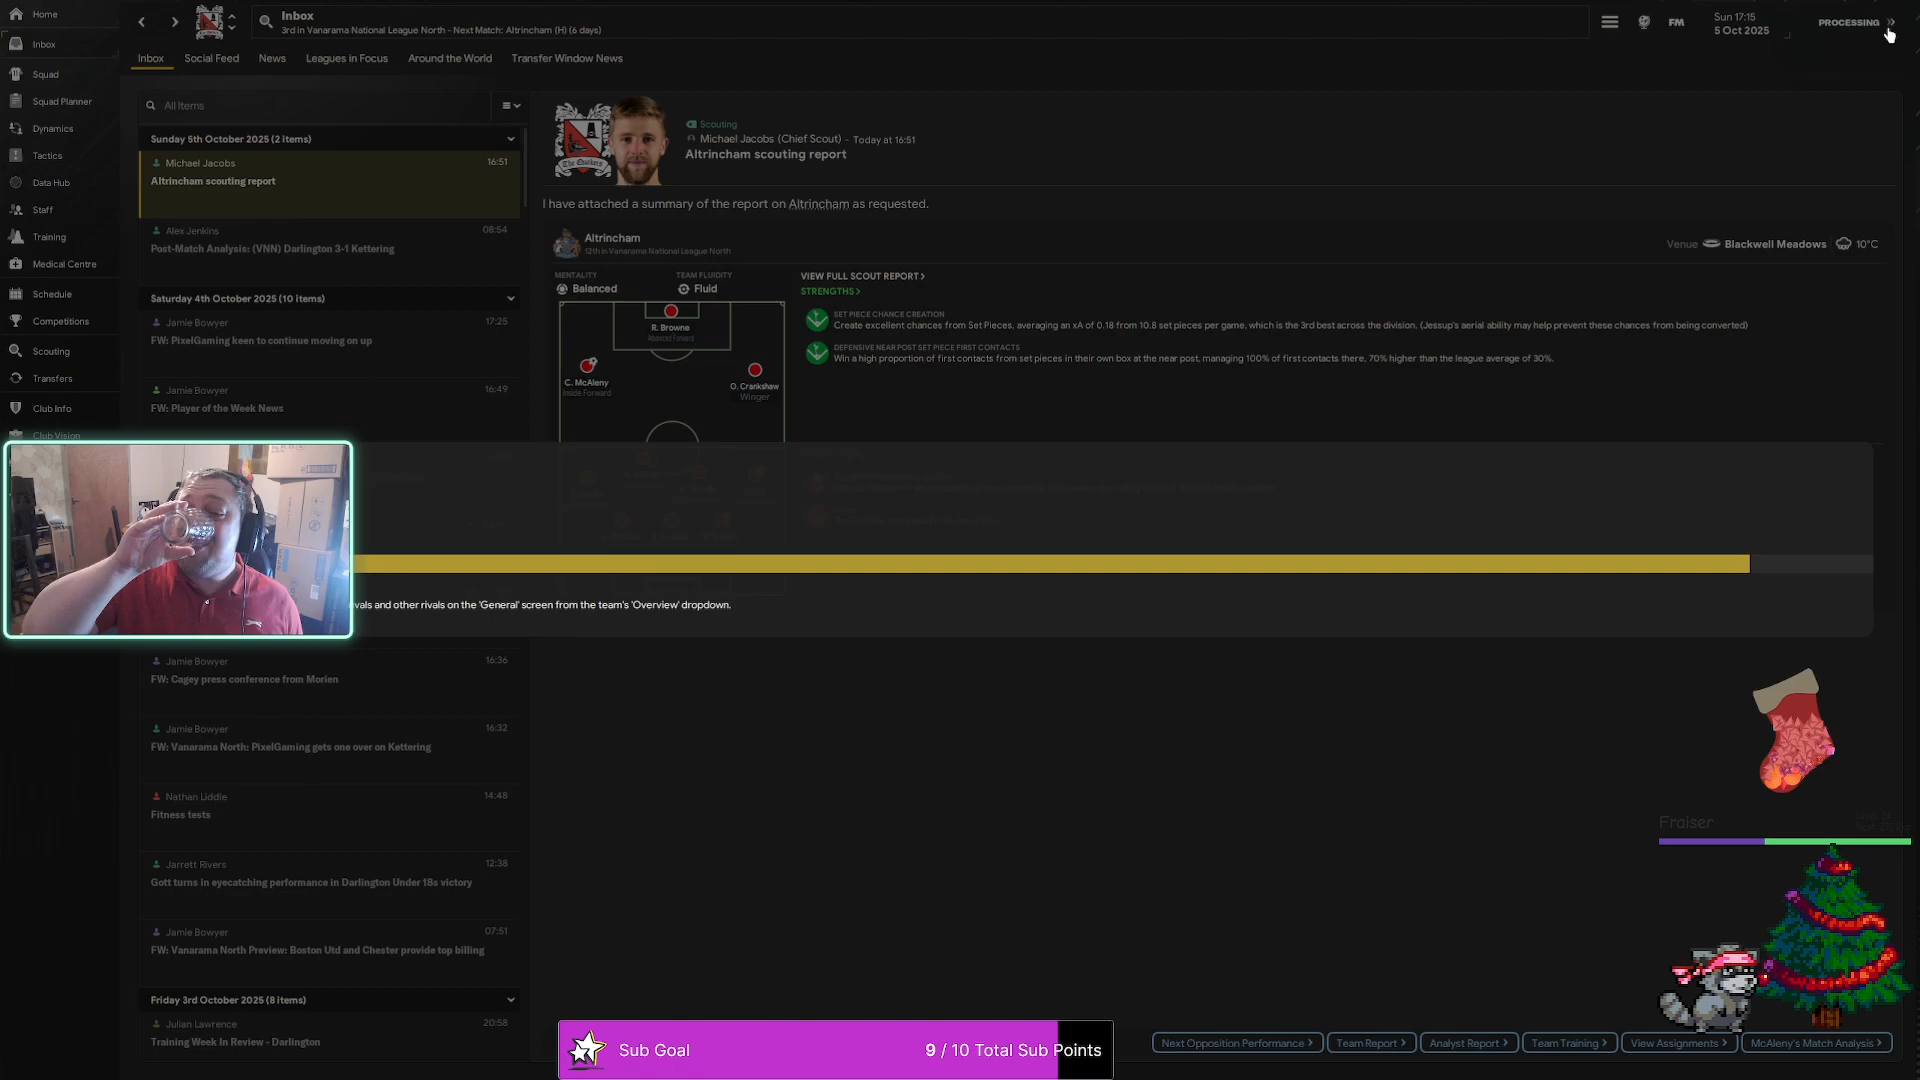 Home
Inbox
3rd in Vanarama National League North - Next Match: Altrincham (H) (6 days)
FM
Sun 17:15
5 Oct 2025
PROCESSING
Inbox
Squad
Squad Planner
Dynamics
Tactics
Data Hub
Staff
Training
Medical Centre
Schedule
Competitions
Scouting
Transfers
Club Info
Club Vision
Inbox Social Feed News Leagues in Focus Around the World Transfer Window News
All Items
Sunday 5th October 2025 (2 items)
Michael Jacobs 16:51
Altrincham scouting report
Alex Jenkins 08:54
Post-Match Analysis: (VNN) Darlington 3-1 Kettering
Saturday 4th October 2025 (10 items)
Jamie Bowyer 17:25
FW: PixelGaming keen to continue moving on up
Jamie Bowyer 16:49
FW: Player of the Week News
Jamie Bowyer 16:36
FW: Cagey press conference from Morien
Jamie Bowyer 16:32
FW: Vanarama North: PixelGaming gets one over on Kettering
Nathan Liddle 14:48
Fitness tests
Jarrett Rivers 12:38
Gott turns in eyecatching performance in Darlington Under 18s victory
Jamie Bowyer 07:51
FW: Vanarama North Preview: Boston Utd and Chester provide top billing
Friday 3rd October 2025 (8 items)
Julian Lawrence 20:58
Training Week In Review - Darlington
The Quakers
Scouting
Michael Jacobs (Chief Scout) - Today at 16:51
Altrincham scouting report
I have attached a summary of the report on Altrincham as requested.
Altrincham
12th in Vanarama National League North
Venue Blackwell Meadows 10°C
MENTALITY
Balanced
TEAM FLUIDITY
Fluid
R. Browne
Advanced Forward
C. McAleny
Inside Forward
O. Crankshaw
Winger
VIEW FULL SCOUT REPORT >
STRENGTHS >
SET PIECE CHANCE CREATION
Create excellent chances from Set Pieces, averaging an xA of 0.18 from 10.8 set pieces per game, which is the 3rd best across the division. (Jessup's aerial ability may help prevent these chances from being converted)
DEFENSIVE NEAR POST SET PIECE FIRST CONTACTS
Win a high proportion of first contacts from set pieces in their own box at the near post, managing 100% of first contacts there, 70% higher than the league average of 30%.
ivals and other rivals on the 'General' screen from the team's 'Overview' dropdown.
Fraiser
Sub Goal 9 / 10 Total Sub Points
Next Opposition Performance > Team Report > Analyst Report > Team Training > View Assignments > McAleny's Match Analysis >